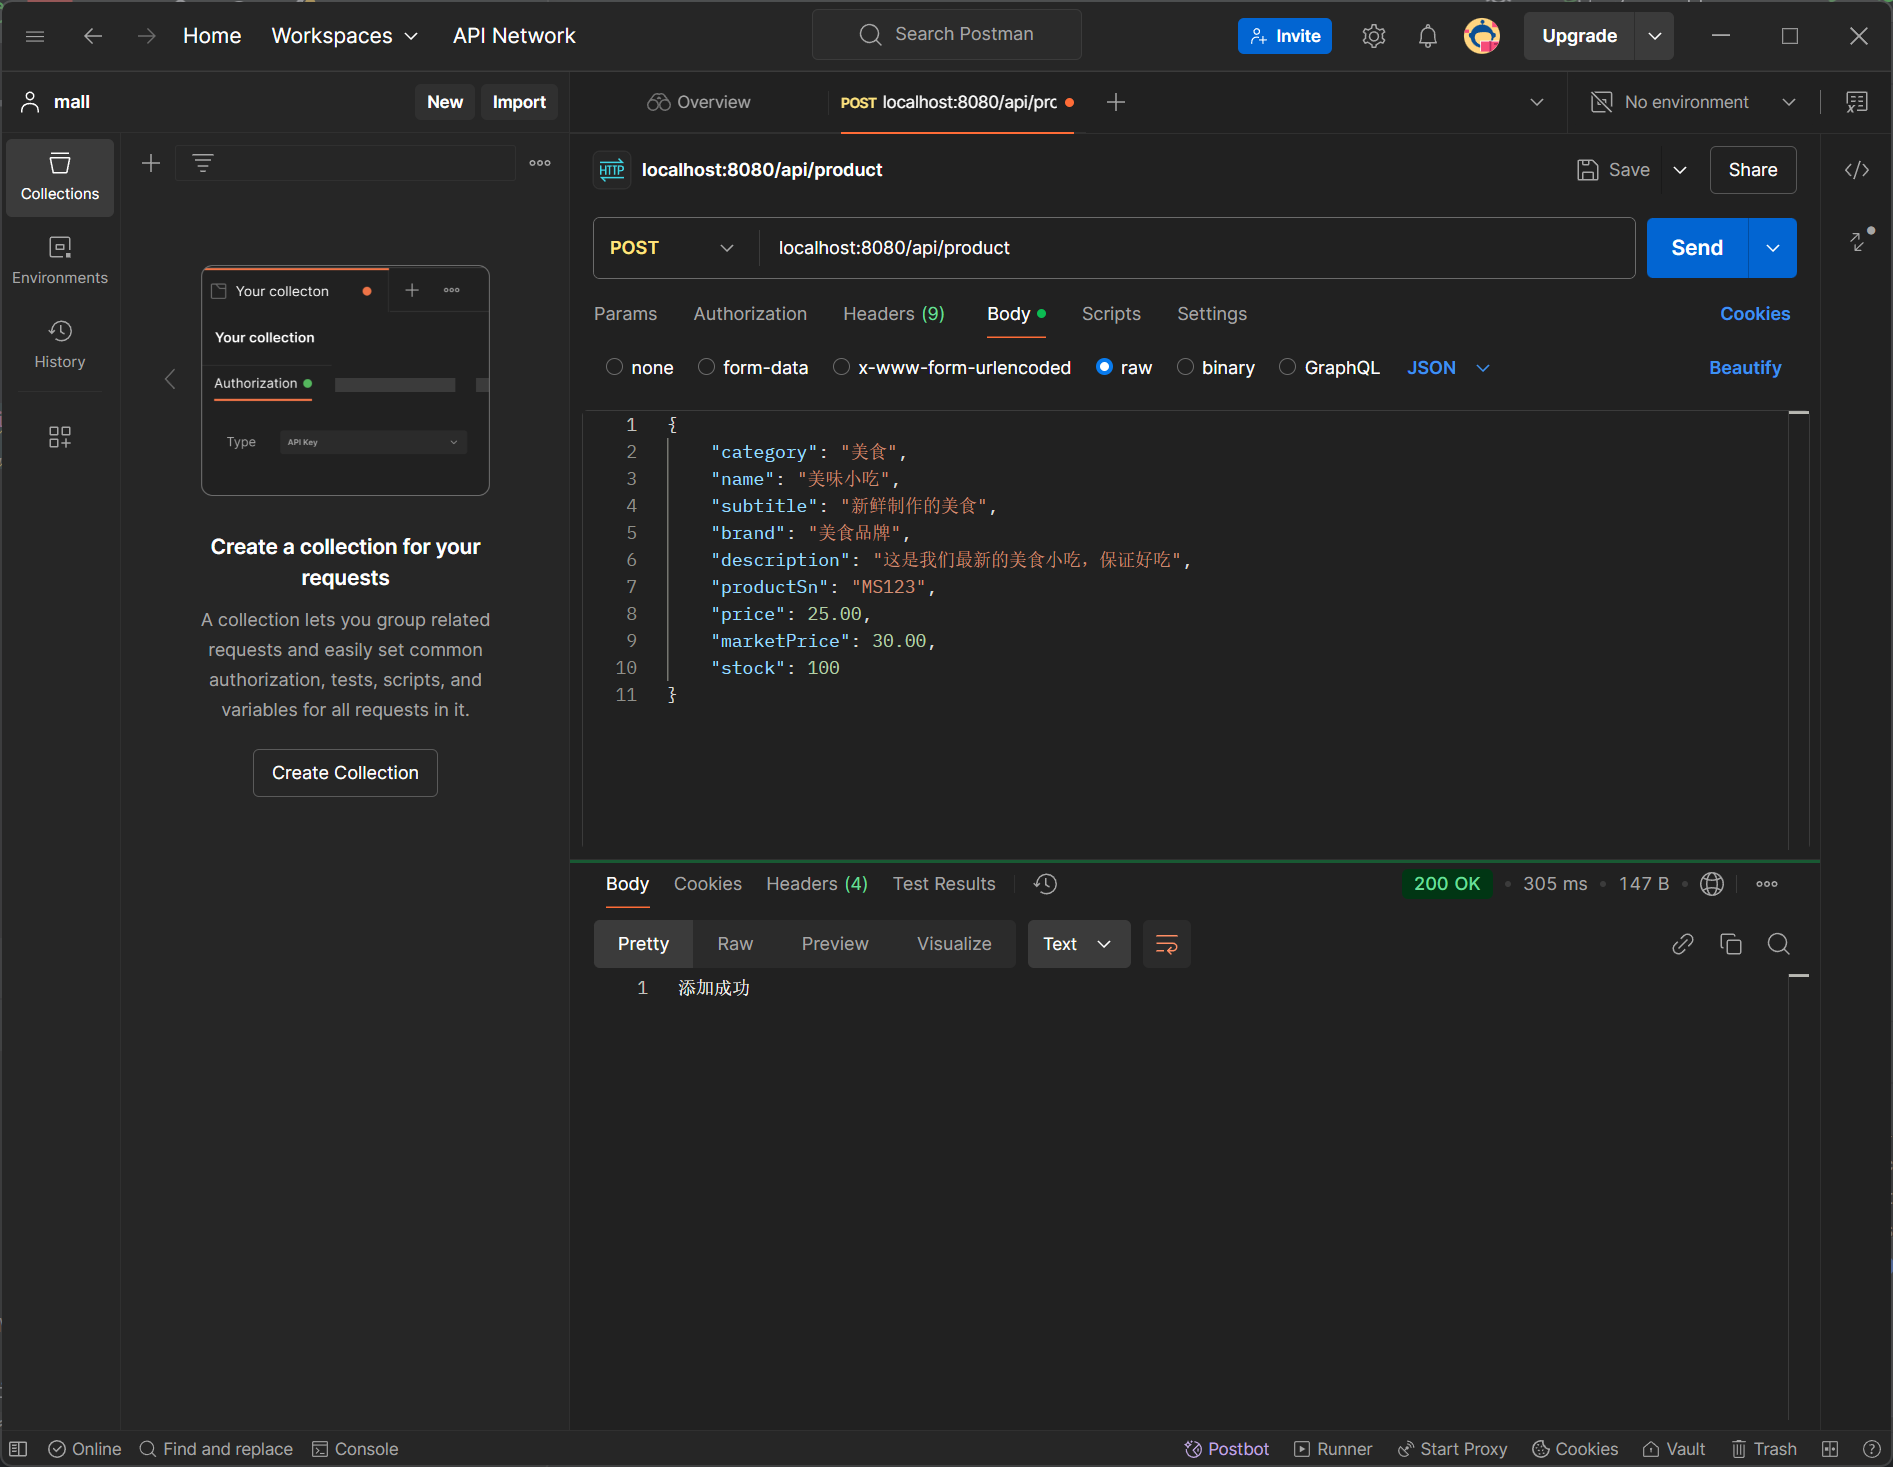 Home Workspaces API Network Search Postman Invite Upgrade
mall New Import Overview POST localhost:8080/api/prc No environment
Collections
Environments
History
Your collecton
Your collection
Authorization
Type API Key
Create a collection for your
requests
A collection lets you group related
requests and easily set common
authorization, tests, scripts, and
variables for all requests in it.
Create Collection
HTTP localhost:8080/api/product Save Share
POST localhost:8080/api/product Send
Params Authorization Headers (9) Body Scripts Settings Cookies
none form-data x-www-form-urlencoded raw binary GraphQL JSON Beautify
1 {
2 "category": "美食",
3 "name": "美味小吃",
4 "subtitle": "新鲜制作的美食",
5 "brand": "美食品牌",
6 "description": "这是我们最新的美食小吃，保证好吃",
7 "productSn": "MS123",
8 "price": 25.00,
9 "marketPrice": 30.00,
10 "stock": 100
11 }
Body Cookies Headers (4) Test Results 200 OK 305 ms 147 B
Pretty Raw Preview Visualize Text
1 添加成功
Online Find and replace Console Postbot Runner Start Proxy Cookies Vault Trash